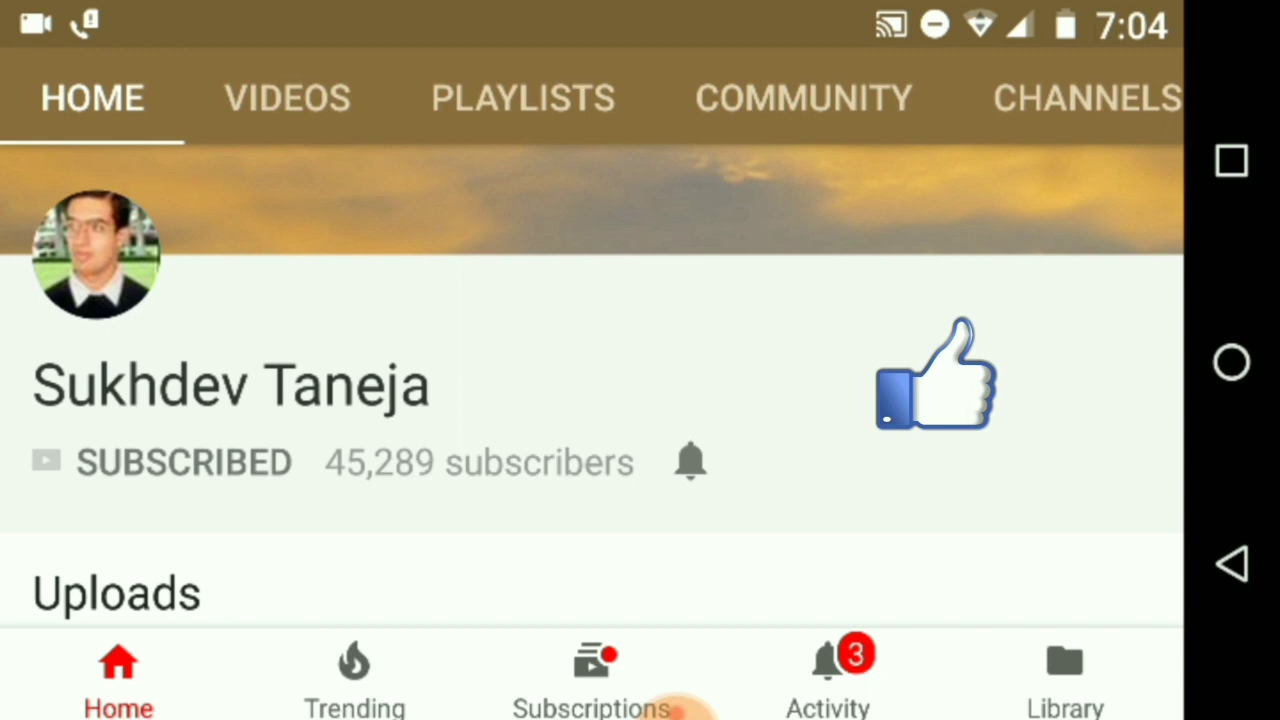 7:04
HOME VIDEOS PLAYLISTS COMMUNITY CHANNELS
Sukhdev Taneja
SUBSCRIBED 45,289 subscribers
Uploads
3
Home Trending Subscriptions Activity Library